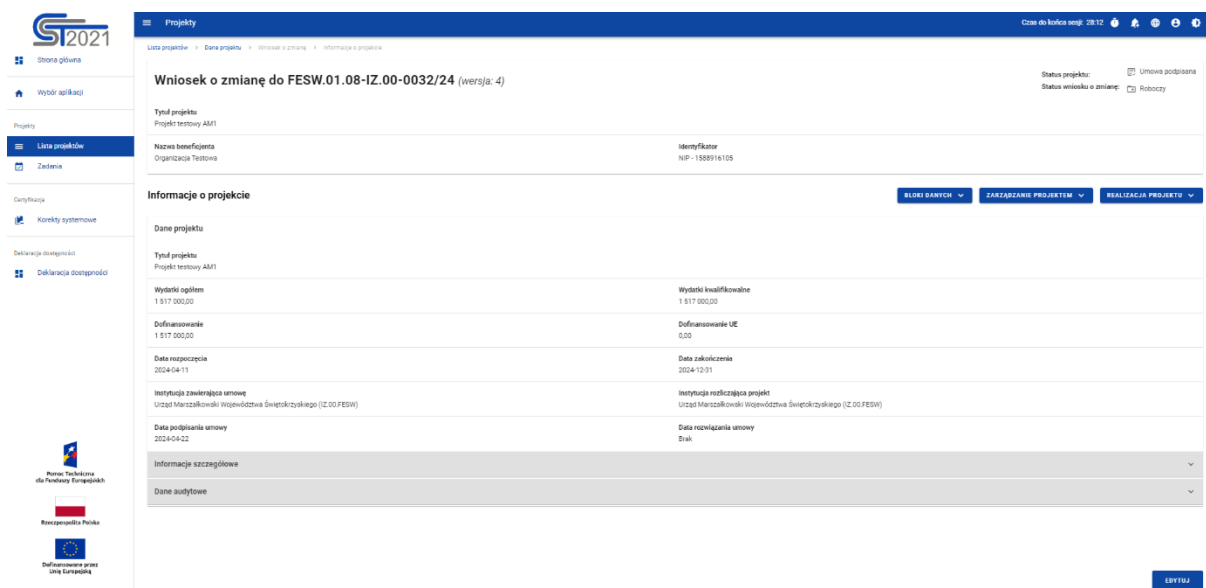 CST2021
Projekty
Czas do końca sesji: 28:12
Strona główna
Wybór aplikacji
Projekty
Lista projektów
Zadania
Certyfikacja
Korekty systemowe
Deklaracja dostępności
Deklaracja dostępności
Pomoc Techniczna
dla Funduszy Europejskich
Rzeczpospolita Polska
Dofinansowane przez
Unię Europejską
Lista projektów > Dane projektu > Wniosek o zmianę > Informacje o projekcie
Wniosek o zmianę do FESW.01.08-IZ.00-0032/24 (wersja: 4)
Status projektu: Umowa podpisana
Status wniosku o zmianę: Roboczy
Tytuł projektu
Projekt testowy AM1
Nazwa beneficjenta Identyfikator
Organizacja Testowa NIP - 1588916105
Informacje o projekcie BLOKI DANYCH ZARZĄDZANIE PROJEKTEM REALIZACJA PROJEKTU
Dane projektu
Tytuł projektu
Projekt testowy AM1
Wydatki ogółem Wydatki kwalifikowalne
1 517 000,00 1 517 000,00
Dofinansowanie Dofinansowanie UE
1 517 000,00 0,00
Data rozpoczęcia Data zakończenia
2024-04-11 2024-12-31
Instytucja zawierająca umowę Instytucja rozliczająca projekt
Urząd Marszałkowski Województwa Świętokrzyskiego (IZ.00.FESW) Urząd Marszałkowski Województwa Świętokrzyskiego (IZ.00.FESW)
Data podpisania umowy Data rozwiązania umowy
2024-04-22 Brak
Informacje szczegółowe
Dane audytowe
EDYTUJ